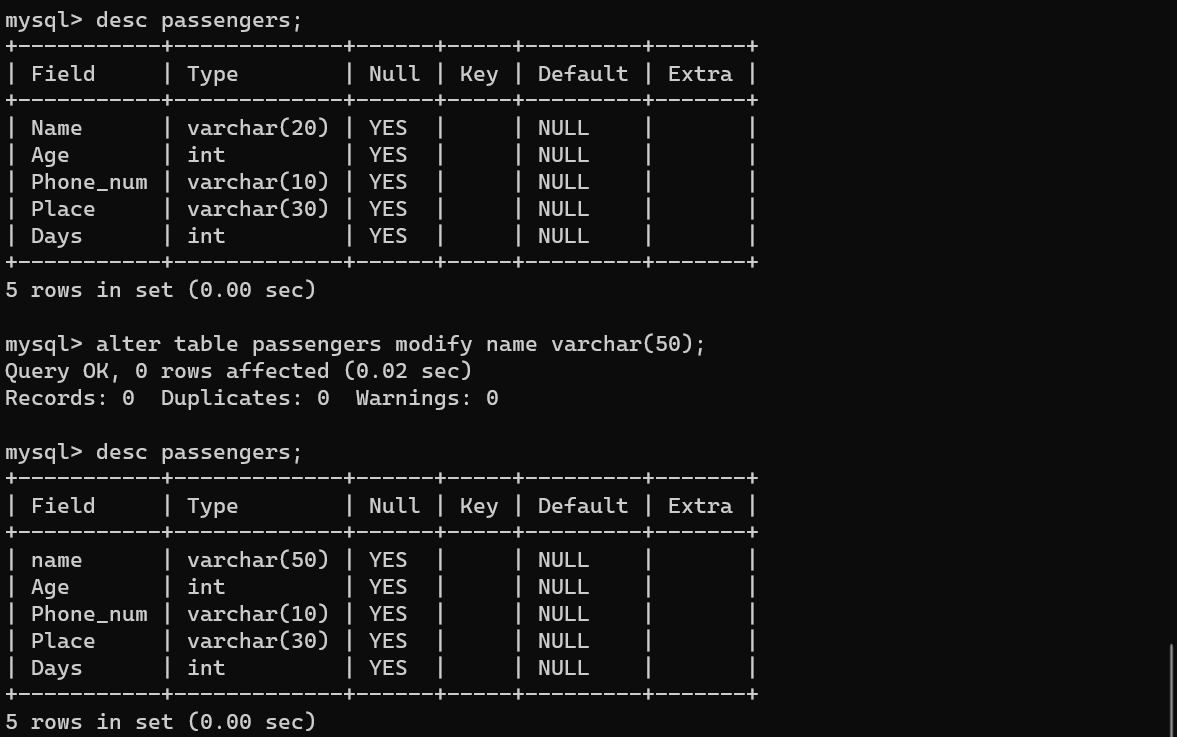 mysql> desc passengers;
+-----------+-------------+------+-----+---------+-------+
| Field     | Type        | Null | Key | Default | Extra |
+-----------+-------------+------+-----+---------+-------+
| Name      | varchar(20) | YES  |     | NULL    |       |
| Age       | int         | YES  |     | NULL    |       |
| Phone_num | varchar(10) | YES  |     | NULL    |       |
| Place     | varchar(30) | YES  |     | NULL    |       |
| Days      | int         | YES  |     | NULL    |       |
+-----------+-------------+------+-----+---------+-------+
5 rows in set (0.00 sec)

mysql> alter table passengers modify name varchar(50);
Query OK, 0 rows affected (0.02 sec)
Records: 0  Duplicates: 0  Warnings: 0

mysql> desc passengers;
+-----------+-------------+------+-----+---------+-------+
| Field     | Type        | Null | Key | Default | Extra |
+-----------+-------------+------+-----+---------+-------+
| name      | varchar(50) | YES  |     | NULL    |       |
| Age       | int         | YES  |     | NULL    |       |
| Phone_num | varchar(10) | YES  |     | NULL    |       |
| Place     | varchar(30) | YES  |     | NULL    |       |
| Days      | int         | YES  |     | NULL    |       |
+-----------+-------------+------+-----+---------+-------+
5 rows in set (0.00 sec)